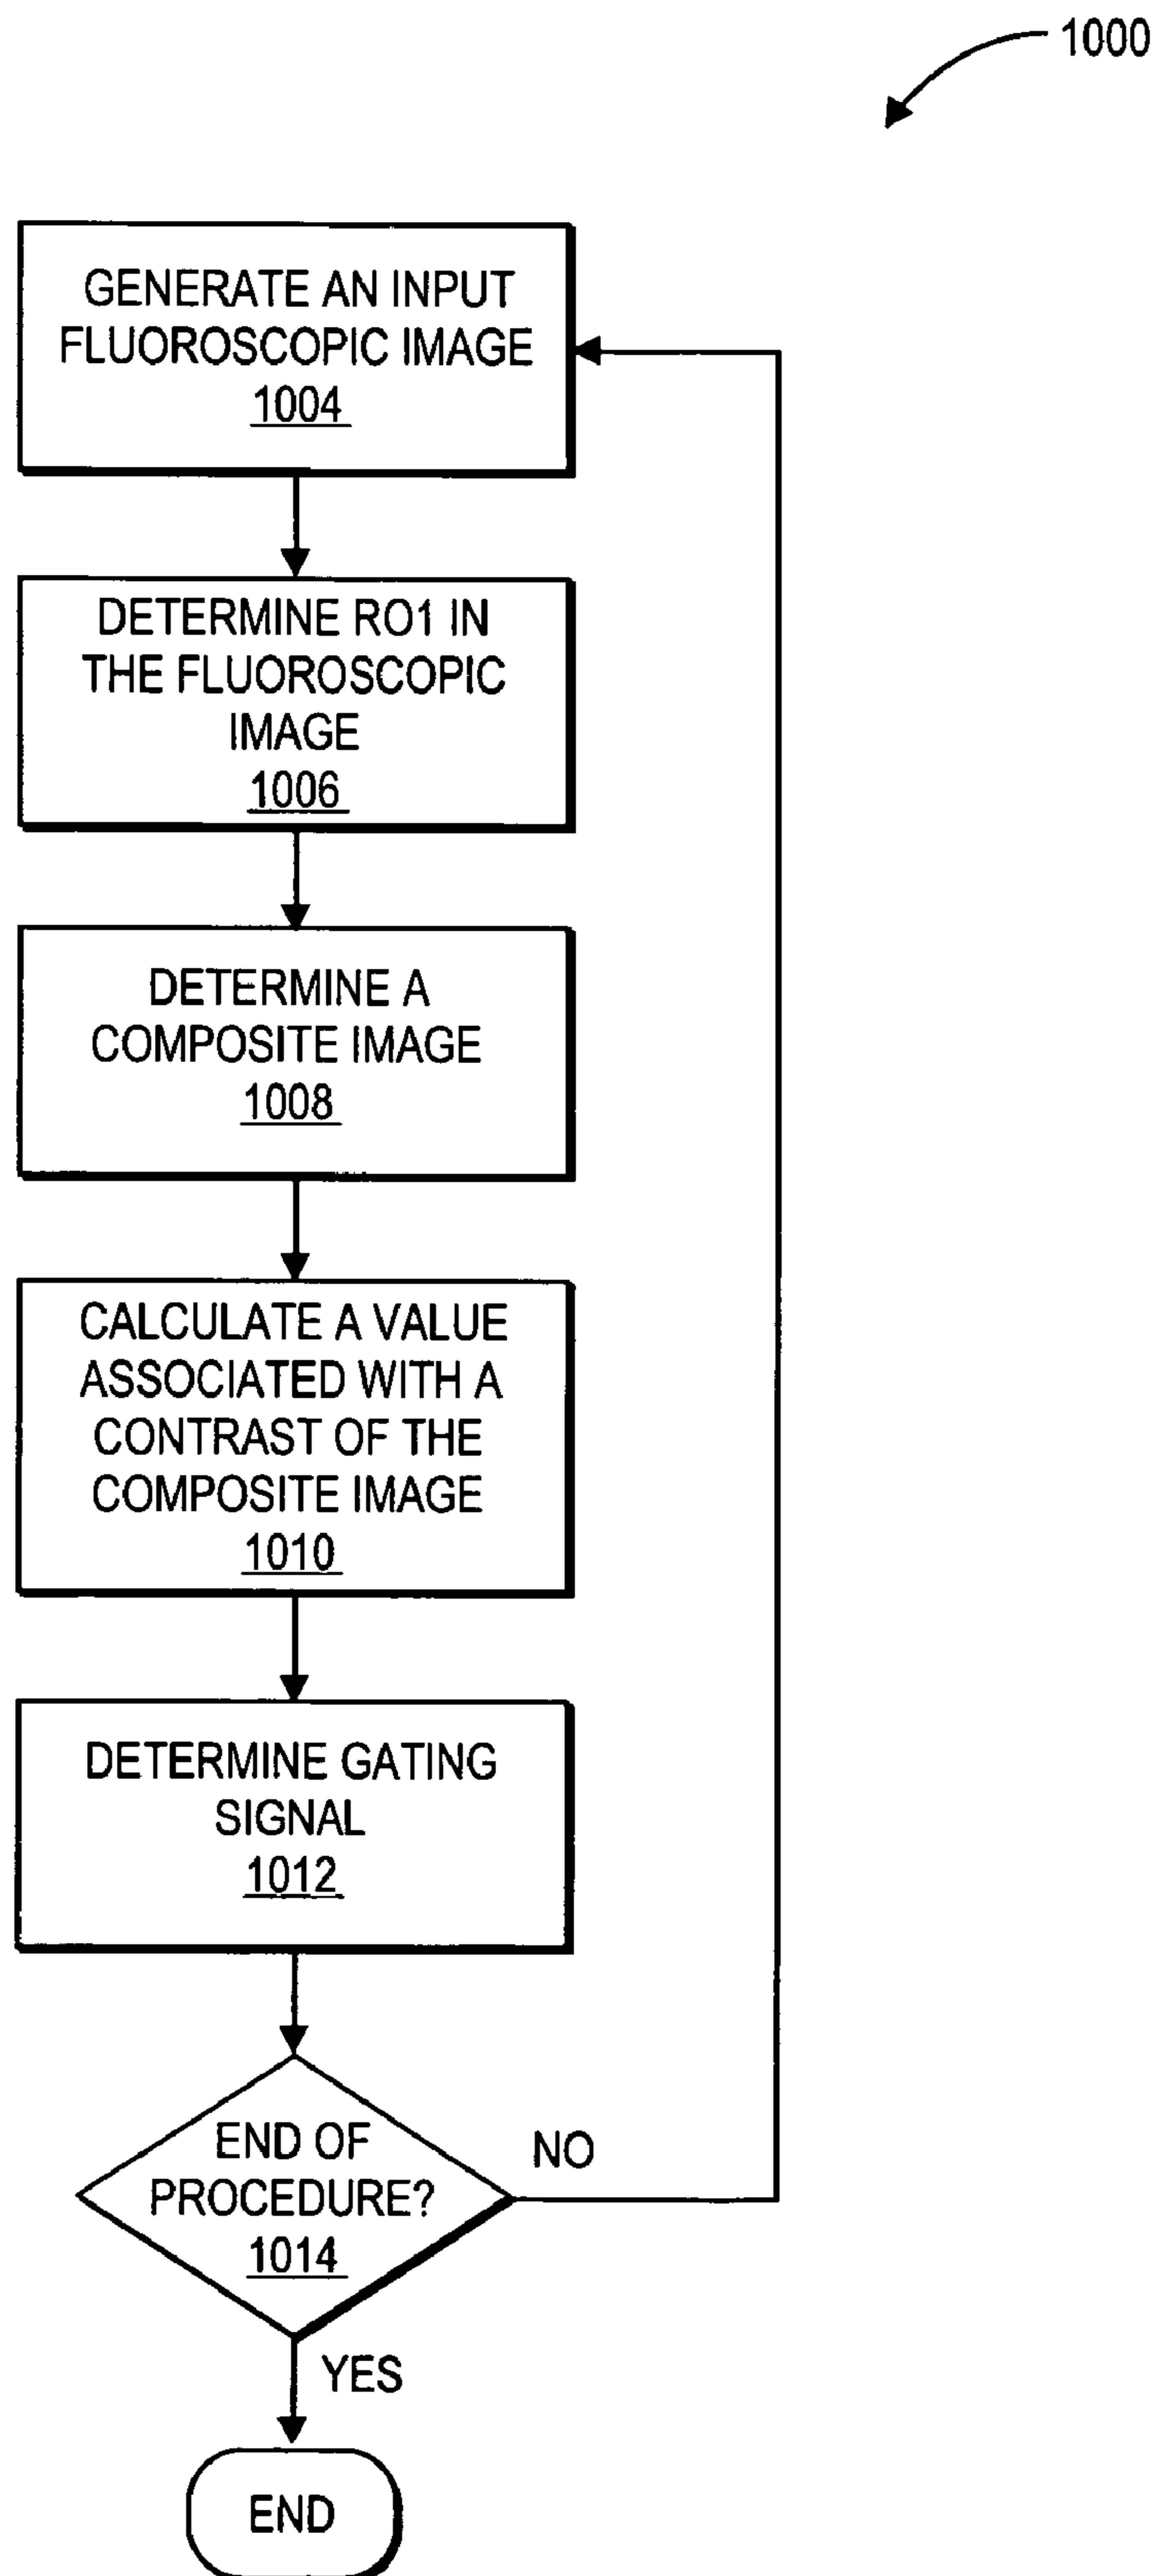 1000
GENERATE AN INPUT
FLUOROSCOPIC IMAGE
1004
DETERMINE RO1 IN
THE FLUOROSCOPIC
IMAGE
1006
DETERMINE A
COMPOSITE IMAGE
1008
CALCULATE A VALUE
ASSOCIATED WITH A
CONTRAST OF THE
COMPOSITE IMAGE
1010
DETERMINE GATING
SIGNAL
1012
END OF
PROCEDURE?
1014
NO
YES
END